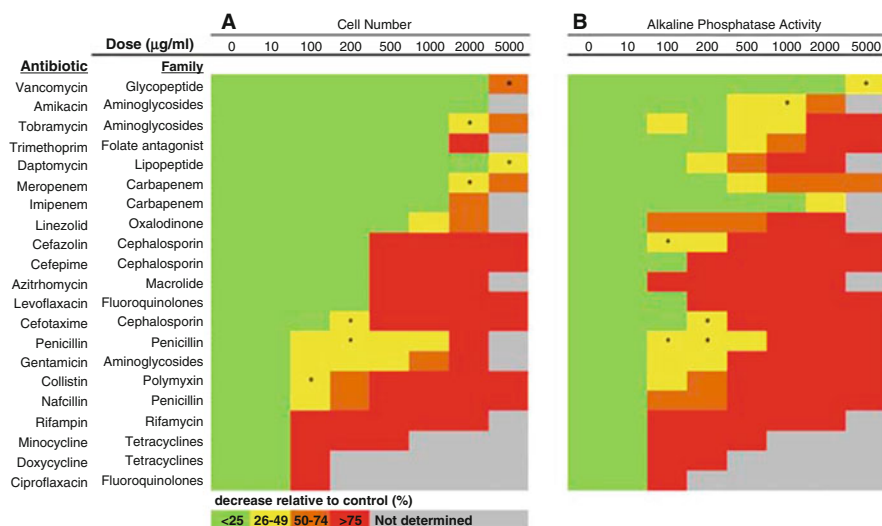 A Cell Number B Alkaline Phosphatase Activity
Dose (µg/ml)
0 10 100 200 500 1000 2000 5000 0 10 100 200 500 1000 2000 5000
Antibiotic Family
Vancomycin Glycopeptide
Amikacin Aminoglycosides
Tobramycin Aminoglycosides
Trimethoprim Folate antagonist
Daptomycin Lipopeptide
Meropenem Carbapenem
Imipenem Carbapenem
Linezolid Oxalodinone
Cefazolin Cephalosporin
Cefepime Cephalosporin
Azitrhomycin Macrolide
Levoflaxacin Fluoroquinolones
Cefotaxime Cephalosporin
Penicillin Penicillin
Gentamicin Aminoglycosides
Collistin Polymyxin
Nafcillin Penicillin
Rifampin Rifamycin
Minocycline Tetracyclines
Doxycycline Tetracyclines
Ciproflaxacin Fluoroquinolones
decrease relative to control (%)
<25 26-49 50-74 >75 Not determined